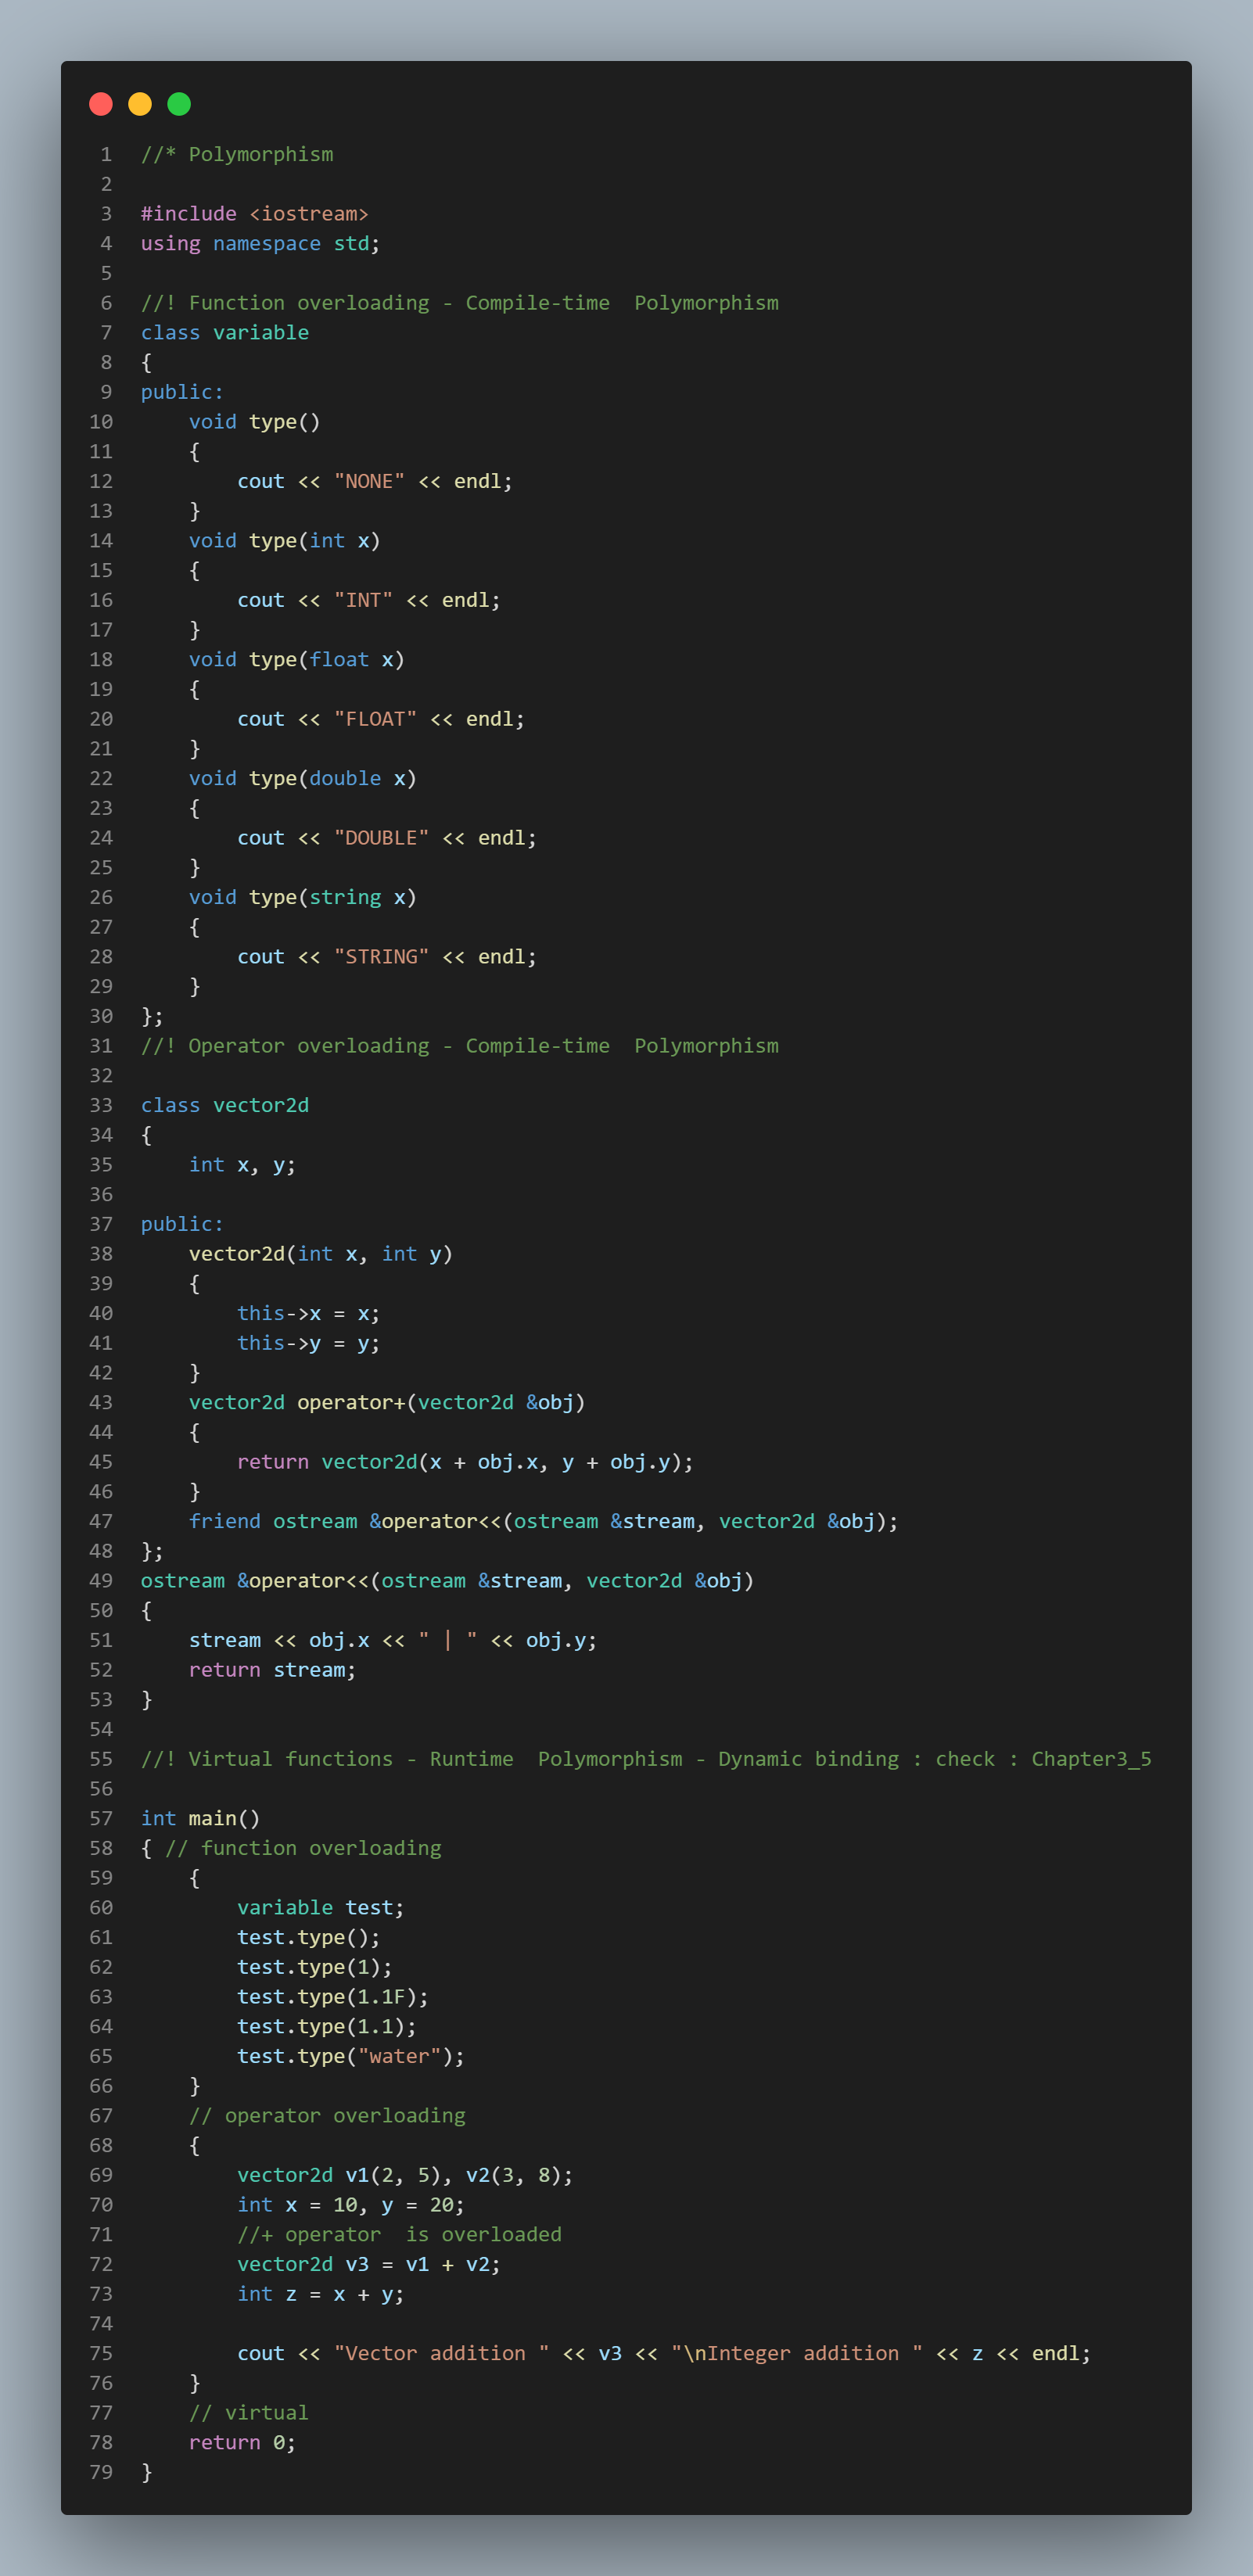 1 //* Polymorphism
2
3 #include <iostream>
4 using namespace std;
5
6 //! Function overloading - Compile-time  Polymorphism
7 class variable
8 {
9 public:
10     void type()
11     {
12         cout << "NONE" << endl;
13     }
14     void type(int x)
15     {
16         cout << "INT" << endl;
17     }
18     void type(float x)
19     {
20         cout << "FLOAT" << endl;
21     }
22     void type(double x)
23     {
24         cout << "DOUBLE" << endl;
25     }
26     void type(string x)
27     {
28         cout << "STRING" << endl;
29     }
30 };
31 //! Operator overloading - Compile-time  Polymorphism
32
33 class vector2d
34 {
35     int x, y;
36
37 public:
38     vector2d(int x, int y)
39     {
40         this->x = x;
41         this->y = y;
42     }
43     vector2d operator+(vector2d &obj)
44     {
45         return vector2d(x + obj.x, y + obj.y);
46     }
47     friend ostream &operator<<(ostream &stream, vector2d &obj);
48 };
49 ostream &operator<<(ostream &stream, vector2d &obj)
50 {
51     stream << obj.x << " | " << obj.y;
52     return stream;
53 }
54
55 //! Virtual functions - Runtime  Polymorphism - Dynamic binding : check : Chapter3_5
56
57 int main()
58 { // function overloading
59     {
60         variable test;
61         test.type();
62         test.type(1);
63         test.type(1.1F);
64         test.type(1.1);
65         test.type("water");
66     }
67     // operator overloading
68     {
69         vector2d v1(2, 5), v2(3, 8);
70         int x = 10, y = 20;
71         //+ operator  is overloaded
72         vector2d v3 = v1 + v2;
73         int z = x + y;
74
75         cout << "Vector addition " << v3 << "\nInteger addition " << z << endl;
76     }
77     // virtual
78     return 0;
79 }